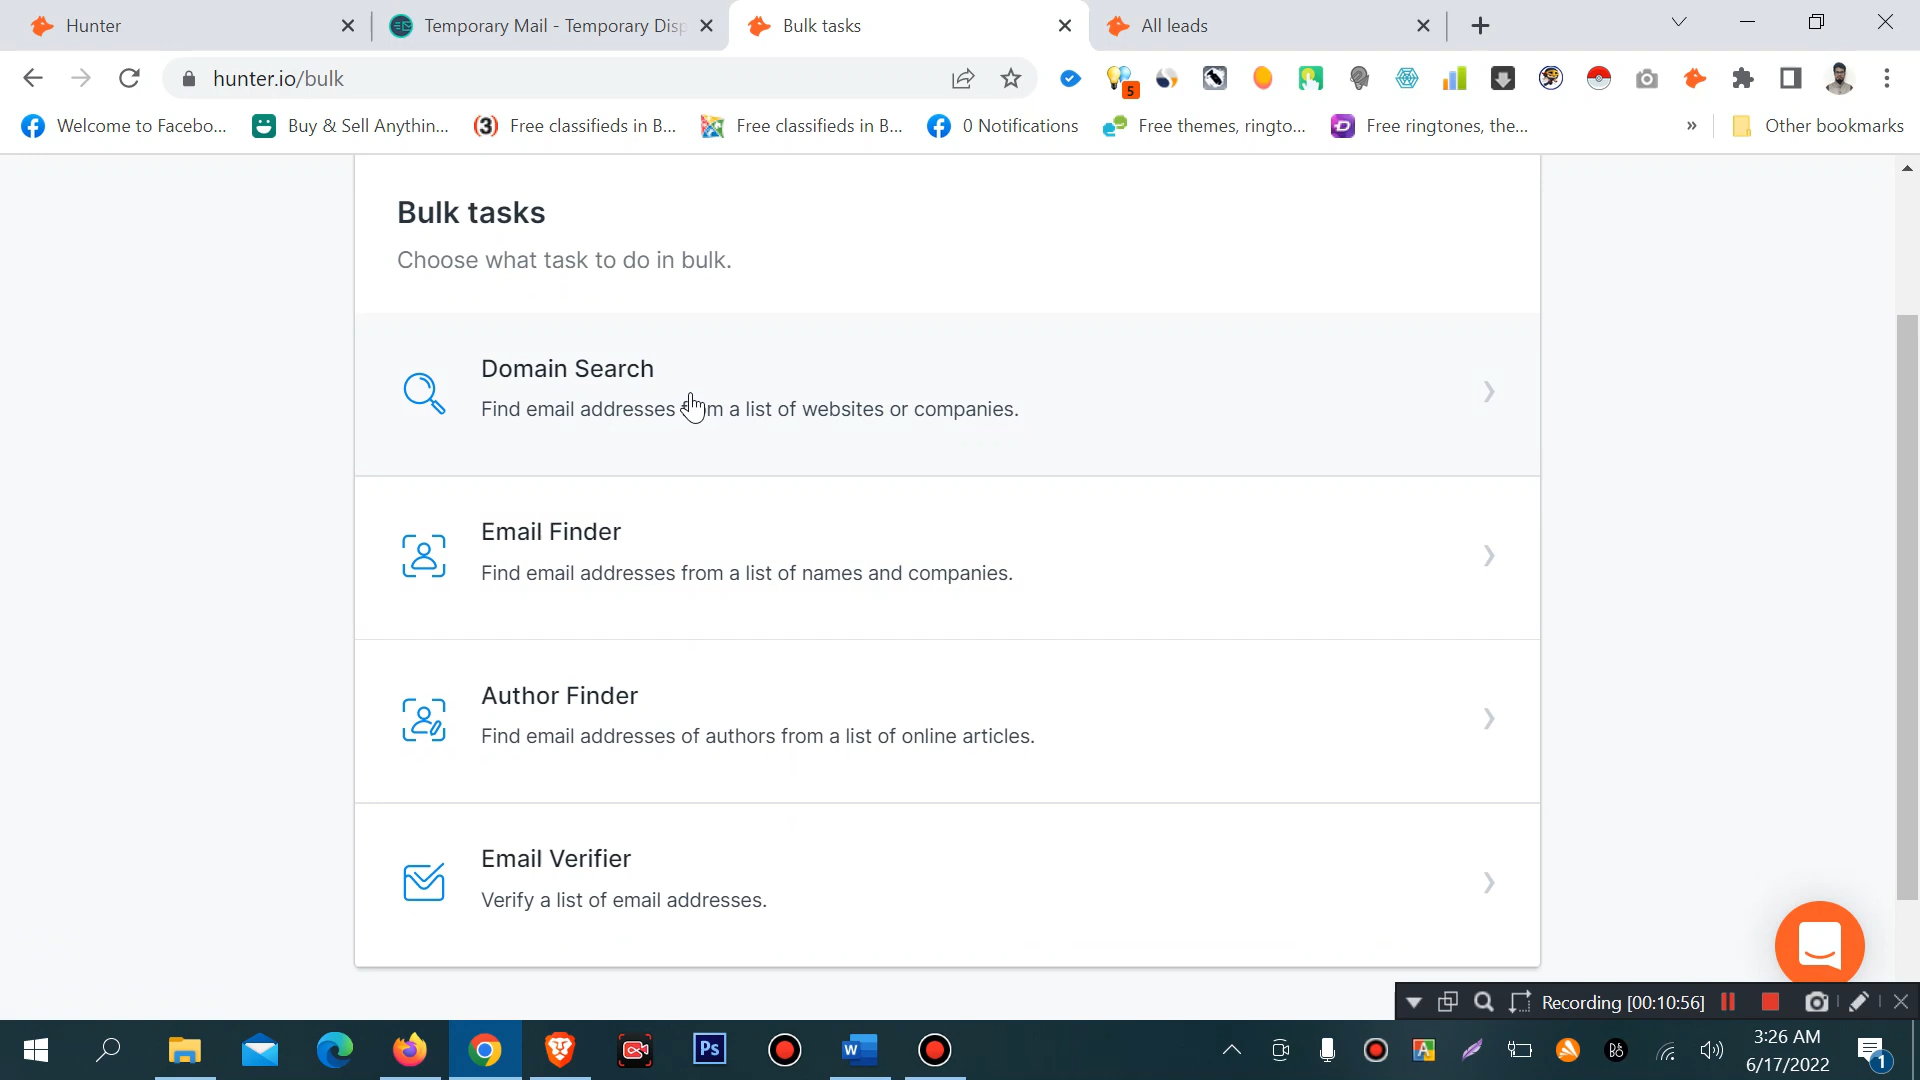 Hunter
Temporary Mail - Temporary Disp
Bulk tasks
All leads
hunter.io/bulk
5
Welcome to Facebo...
Buy & Sell Anythin...
Free classifieds in B...
Free classifieds in B...
0 Notifications
Free themes, ringto...
Free ringtones, the...
»
Other bookmarks
Bulk tasks
Choose what task to do in bulk.
Domain Search
Find email addresses from a list of websites or companies.
Email Finder
Find email addresses from a list of names and companies.
Author Finder
Find email addresses of authors from a list of online articles.
Email Verifier
Verify a list of email addresses.
Recording [00:10:56]
Ps
W
3:26 AM
6/17/2022
1